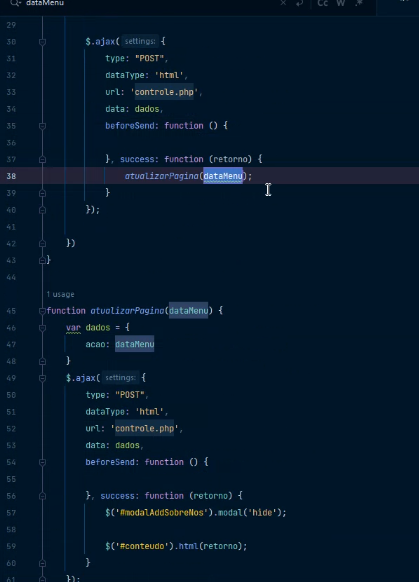 dataMenu Cc W .*
29
30 $.ajax( settings: {
31 type: "POST",
32 dataType: 'html',
33 url: 'controle.php',
34 data: dados,
35 beforeSend: function () {
36
37 }, success: function (retorno) {
38 atualizarPagina(dataMenu);
39 }
40 });
41
42 })
43 }
44
1 usage
45 function atualizarPagina(dataMenu) {
46 var dados = {
47 acao: dataMenu
48 }
49 $.ajax( settings: {
50 type: "POST",
51 dataType: 'html',
52 url: 'controle.php',
53 data: dados,
54 beforeSend: function () {
55
56 }, success: function (retorno) {
57 $('#modalAddSobreNos').modal('hide');
58
59 $('#conteudo').html(retorno);
60 }
61 });